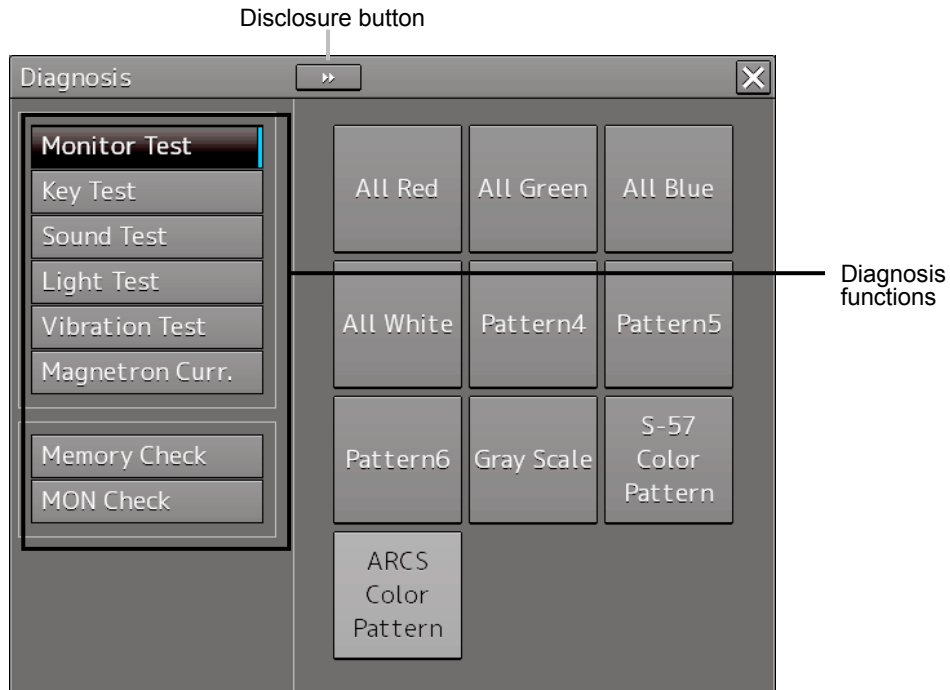 Disclosure button
Diagnosis
Monitor Test
Key Test
Sound Test
Light Test
Vibration Test
Magnetron Curr.
Memory Check
MON Check
All Red
All Green
All Blue
All White
Pattern4
Pattern5
Pattern6
Gray Scale
S-57
Color
Pattern
ARCS
Color
Pattern
Diagnosis
functions